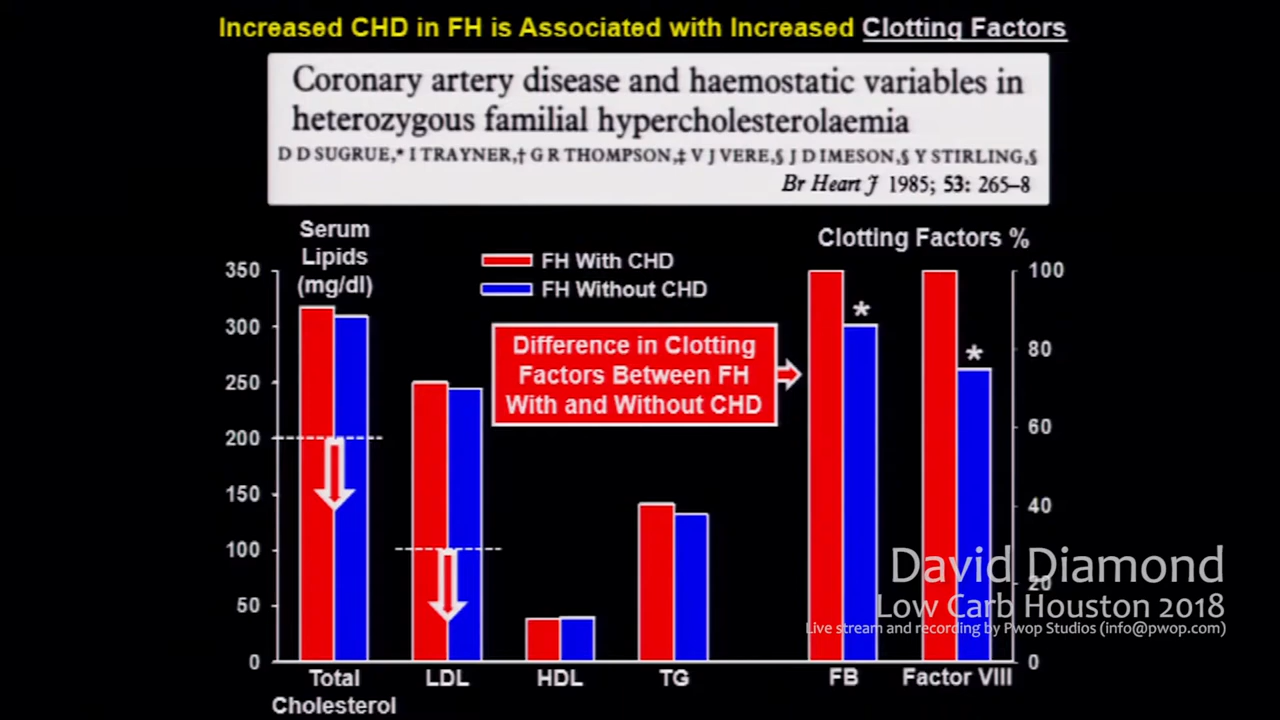 Increased CHD in FH is Associated with Increased Clotting Factors
Coronary artery disease and haemostatic variables in
heterozygous familial hypercholesterolaemia
D D SUGRUE,* I TRAYNER,† G R THOMPSON,‡ V J VERE,§ J D IMESON,§ Y STIRLING,§
Br Heart J 1985; 53: 265–8
Serum
Lipids
(mg/dl)
350
300
250
200
150
100
50
0
FH With CHD
FH Without CHD
Difference in Clotting
Factors Between FH
With and Without CHD
Clotting Factors %
100
80
60
40
20
0
*
*
Total
Cholesterol
LDL
HDL
TG
FB
Factor VIII
David Diamond
Low Carb Houston 2018
Live stream and recording by Pwop Studios (info@pwop.com)